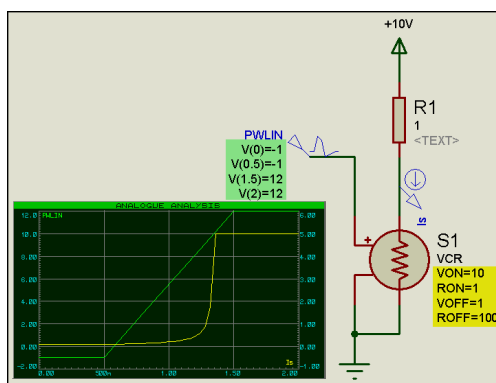 +10V
R1
1
<TEXT>
PWLIN
V(0)=-1
V(0.5)=-1
V(1.5)=12
V(2)=12
Is
+
S1
VCR
VON=10
RON=1
VOFF=1
ROFF=100
ANALOGUE ANALYSIS
12.0
PWLIN
6.00
10.0
5.00
8.00
4.00
6.00
3.00
4.00
2.00
2.00
1.00
0.00
0.00
-2.00
Is
-1.00
0.00
500m
1.00
1.50
2.00